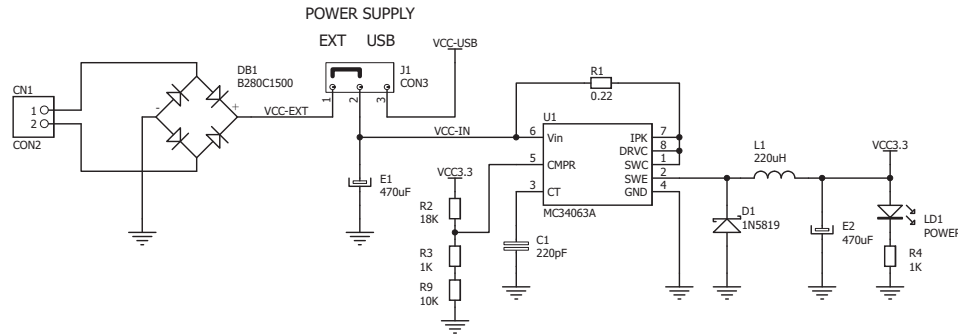 POWER SUPPLY
EXT USB
VCC-USB
DB1
B280C1500
J1
CON3
CN1
1
2
CON2
-
+
VCC-EXT
1
2
3
R1
0.22
VCC-IN
U1
6 Vin
5 CMPR
3 CT
IPK 7
DRVC 8
SWC 1
SWE 2
GND 4
MC34063A
L1
220uH
VCC3.3
VCC3.3
E1
470uF
R2
18K
R3
1K
R9
10K
C1
220pF
D1
1N5819
E2
470uF
LD1
POWER
R4
1K